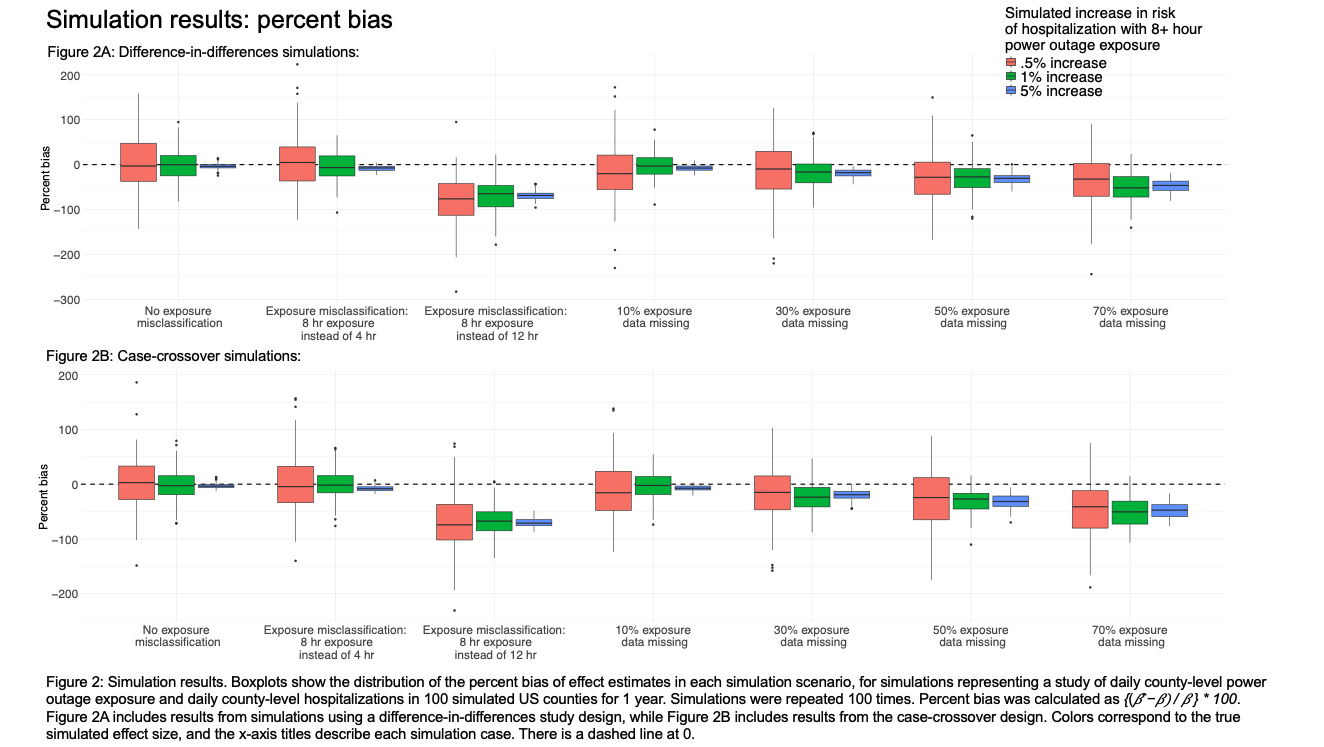 Simulation results: percent bias
Simulated increase in risk
of hospitalization with 8+ hour
power outage exposure
.5% increase
1% increase
5% increase
Figure 2A: Difference-in-differences simulations:
Percent bias
200
100
0
−100
−200
−300
No exposure
misclassification
Exposure misclassification:
8 hr exposure
instead of 4 hr
Exposure misclassification:
8 hr exposure
instead of 12 hr
10% exposure
data missing
30% exposure
data missing
50% exposure
data missing
70% exposure
data missing
Figure 2B: Case-crossover simulations:
Percent bias
200
100
0
−100
−200
No exposure
misclassification
Exposure misclassification:
8 hr exposure
instead of 4 hr
Exposure misclassification:
8 hr exposure
instead of 12 hr
10% exposure
data missing
30% exposure
data missing
50% exposure
data missing
70% exposure
data missing
Figure 2: Simulation results. Boxplots show the distribution of the percent bias of effect estimates in each simulation scenario, for simulations representing a study of daily county-level power
outage exposure and daily county-level hospitalizations in 100 simulated US counties for 1 year. Simulations were repeated 100 times. Percent bias was calculated as {(β̂−β)/ β} * 100.
Figure 2A includes results from simulations using a difference-in-differences study design, while Figure 2B includes results from the case-crossover design. Colors correspond to the true
simulated effect size, and the x-axis titles describe each simulation case. There is a dashed line at 0.